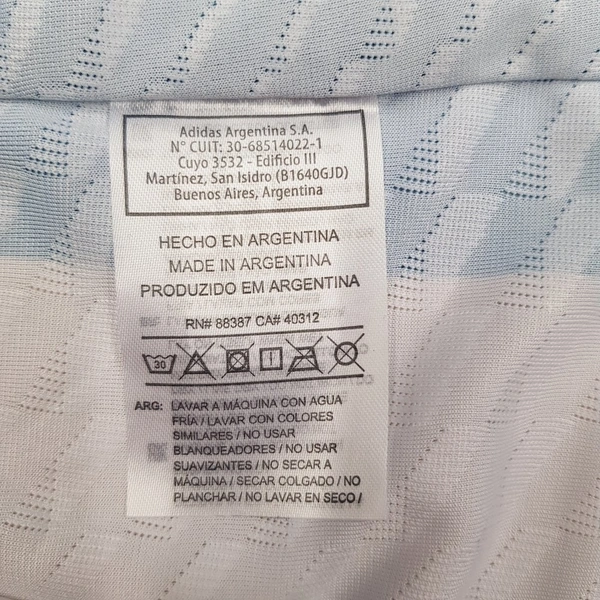 Adidas Argentina S.A.
N° CUIT: 30-68514022-1
Cuyo 3532 - Edificio III
Martínez, San Isidro (B1640GJD)
Buenos Aires, Argentina
HECHO EN ARGENTINA
MADE IN ARGENTINA
PRODUZIDO EM ARGENTINA
RN# 88387 CA# 40312
30
ARG: LAVAR A MÁQUINA CON AGUA
FRÍA / LAVAR CON COLORES
SIMILARES / NO USAR
BLANQUEADORES / NO USAR
SUAVIZANTES / NO SECAR A
MÁQUINA / SECAR COLGADO / NO
PLANCHAR / NO LAVAR EN SECO /